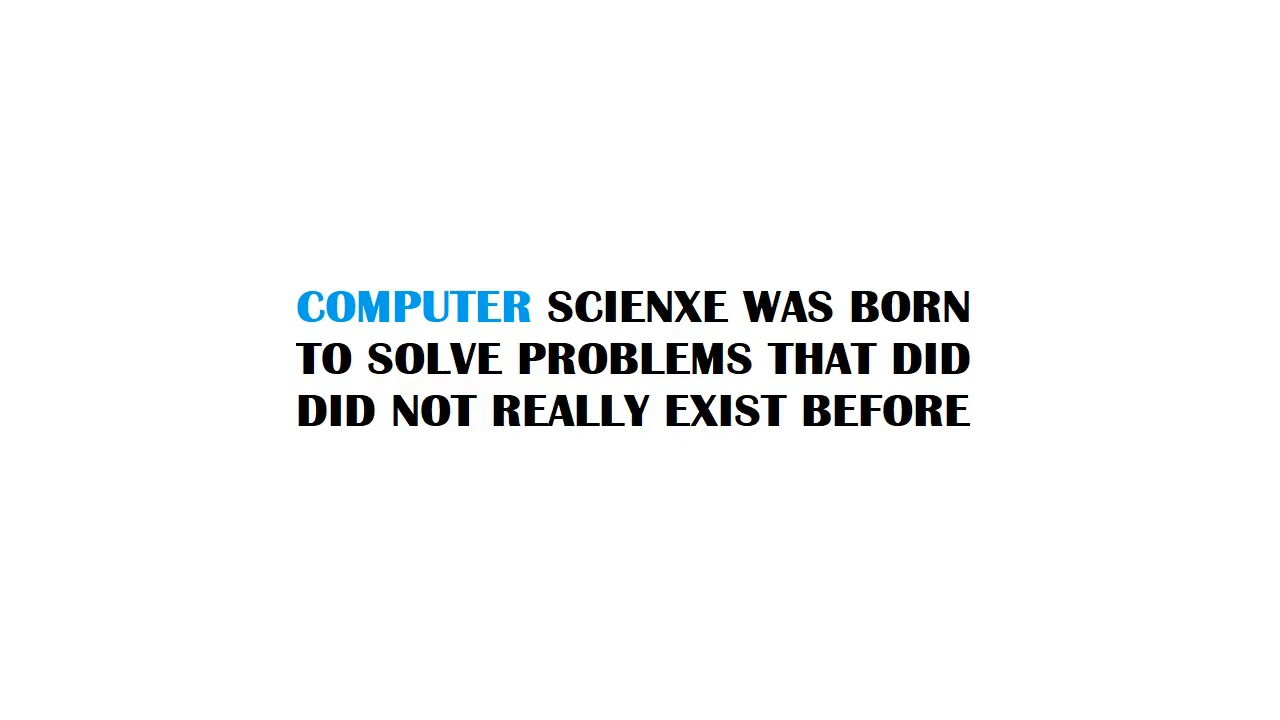 COMPUTER SCIENXE WAS BORN
TO SOLVE PROBLEMS THAT DID
DID NOT REALLY EXIST BEFORE